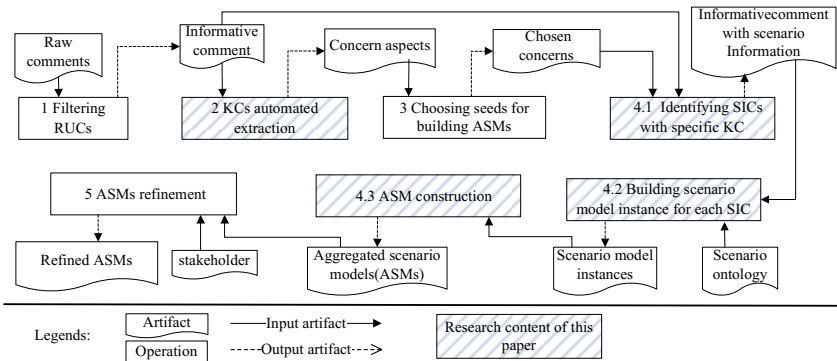 Raw
comments
Informative
comment
Concern aspects
Chosen
concerns
Informativecomment
with scenario
Information
1 Filtering
RUCs
2 KCs automated
extraction
3 Choosing seeds for
building ASMs
4.1 Identifying SICs
with specific KC
5 ASMs refinement
4.3 ASM construction
4.2 Building scenario
model instance for each SIC
Refined ASMs
stakeholder
Aggregated scenario
models(ASMs)
Scenario model
instances
Scenario
ontology
Legends:
Artifact
Operation
Input artifact
Output artifact
Research content of this
paper